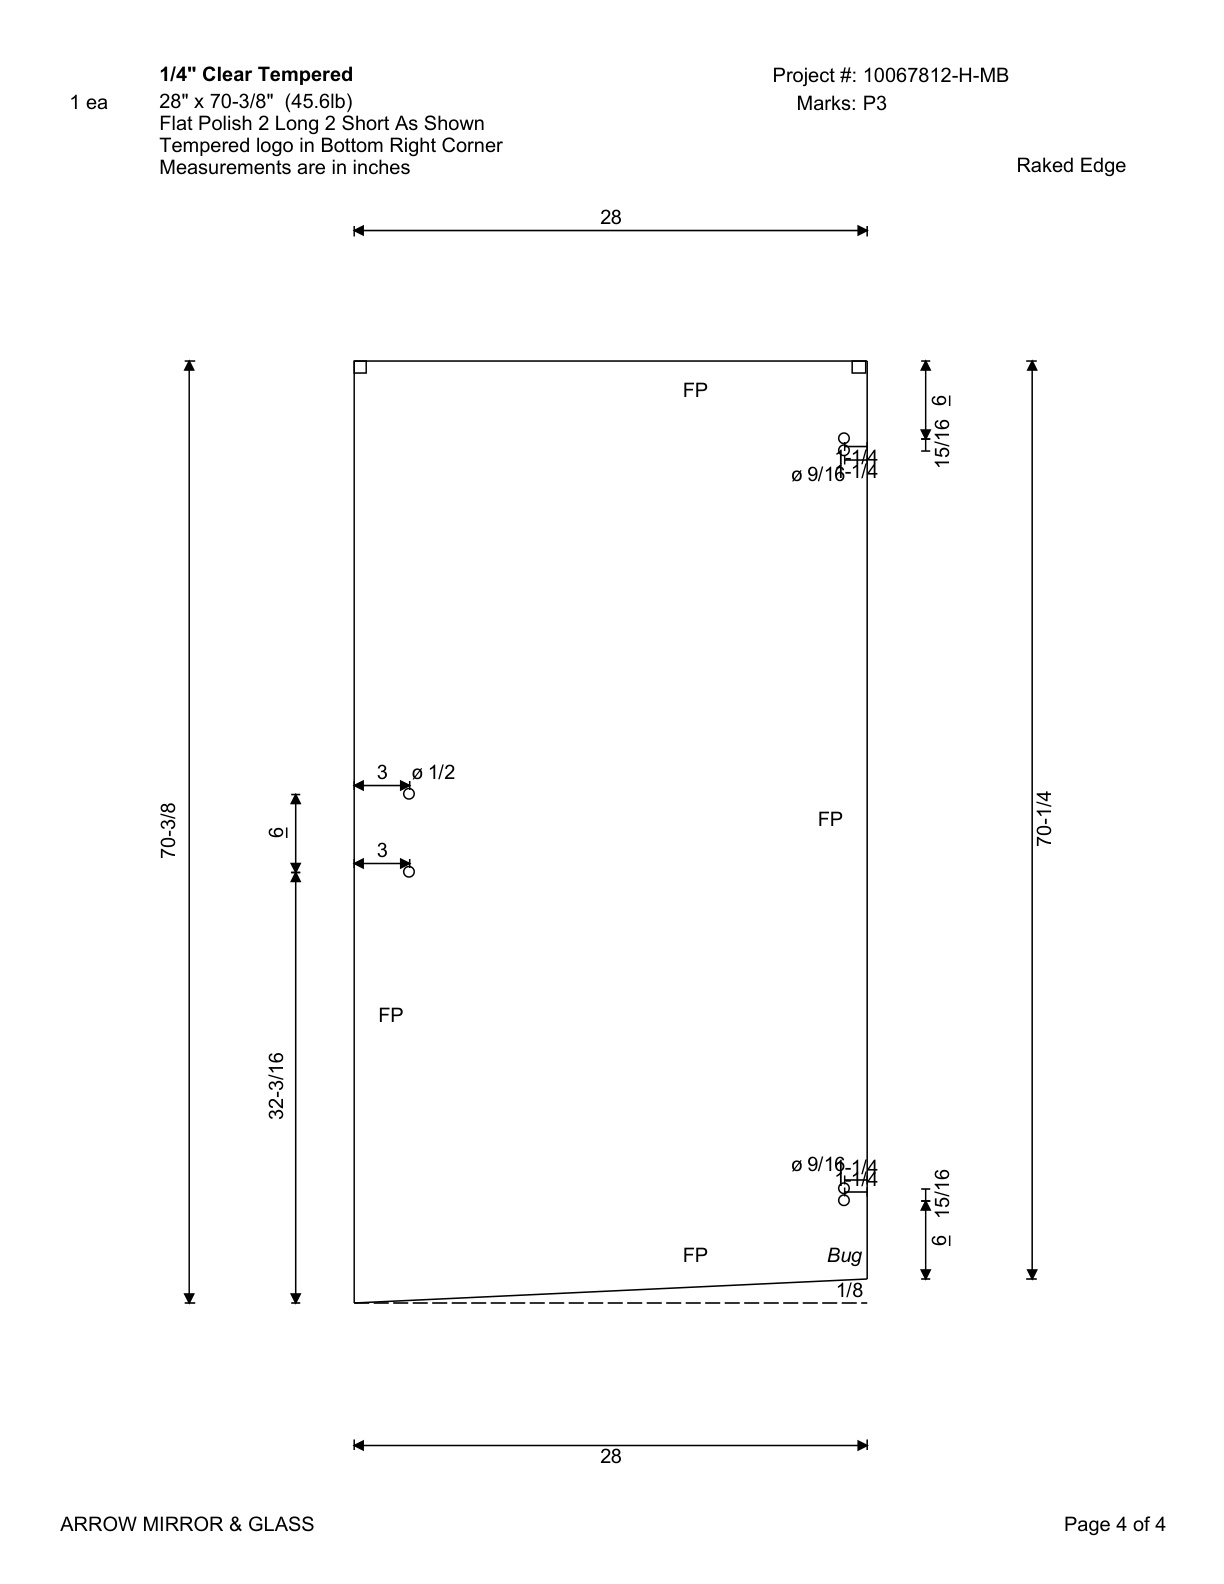 1/4" Clear Tempered
Project #: 10067812-H-MB
1 ea
28" x 70-3/8" (45.6lb)
Marks: P3
Flat Polish 2 Long 2 Short As Shown
Tempered logo in Bottom Right Corner
Measurements are in inches
Raked Edge
28
FP
6
15/16
1-1/4
1-1/4
ø 9/16
3
ø 1/2
6
3
70-3/8
FP
70-1/4
FP
32-3/16
ø 9/16
1-1/4
1-1/4
15/16
6
FP
Bug
1/8
28
ARROW MIRROR & GLASS
Page 4 of 4